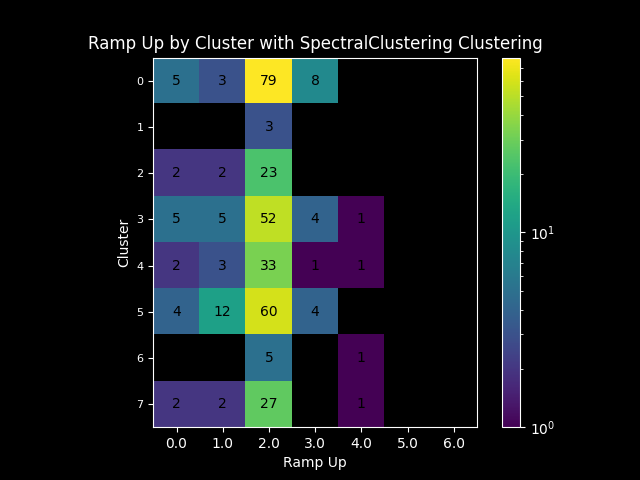 Ramp Up by Cluster with SpectralClustering Clustering
0 5 3 79 8
1 3
2 2 2 23
3 5 5 52 4 1
4 2 3 33 1 1
5 4 12 60 4
6 5 1
7 2 2 27 1
0.0 1.0 2.0 3.0 4.0 5.0 6.0
Ramp Up
Cluster
10¹
10⁰